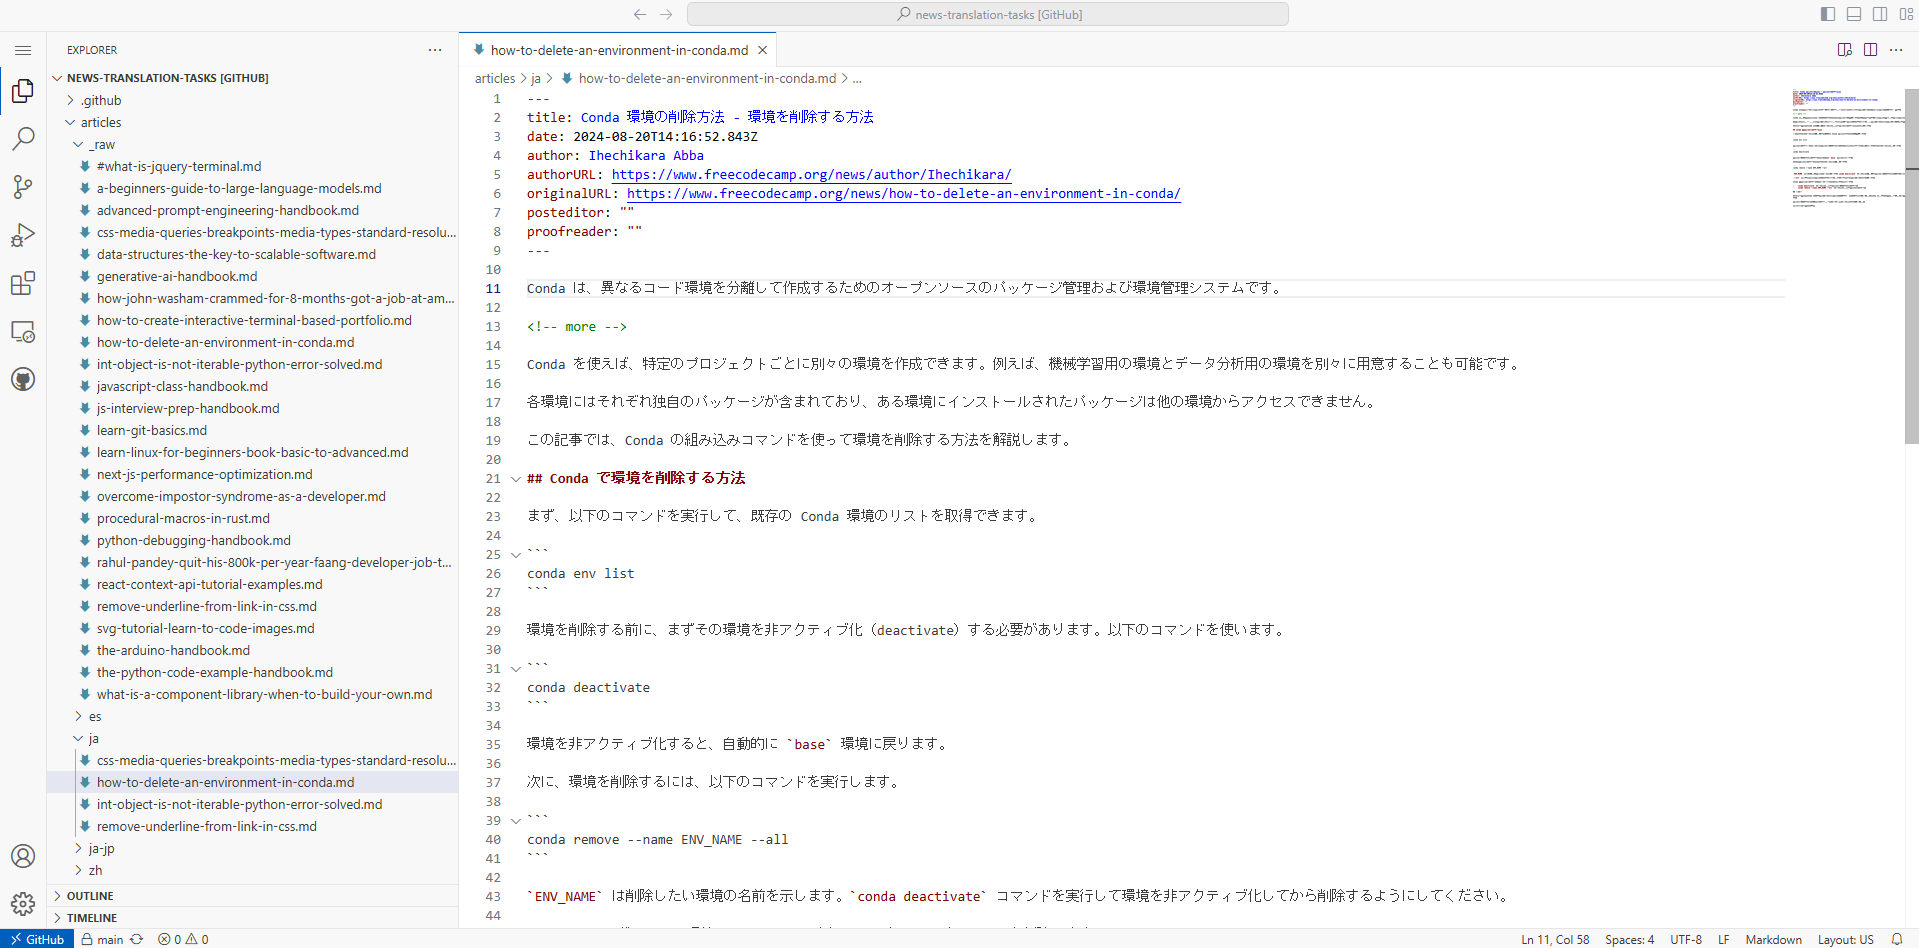 news-translation-tasks [GitHub]
EXPLORER
NEWS-TRANSLATION-TASKS [GITHUB]
.github
articles
_raw
#what-is-jquery-terminal.md
a-beginners-guide-to-large-language-models.md
advanced-prompt-engineering-handbook.md
css-media-queries-breakpoints-media-types-standard-resolu...
data-structures-the-key-to-scalable-software.md
generative-ai-handbook.md
how-john-washam-crammed-for-8-months-got-a-job-at-am...
how-to-create-interactive-terminal-based-portfolio.md
how-to-delete-an-environment-in-conda.md
int-object-is-not-iterable-python-error-solved.md
javascript-class-handbook.md
js-interview-prep-handbook.md
learn-git-basics.md
learn-linux-for-beginners-book-basic-to-advanced.md
next-js-performance-optimization.md
overcome-impostor-syndrome-as-a-developer.md
procedural-macros-in-rust.md
python-debugging-handbook.md
rahul-pandey-quit-his-800k-per-year-faang-developer-job-t...
react-context-api-tutorial-examples.md
remove-underline-from-link-in-css.md
svg-tutorial-learn-to-code-images.md
the-arduino-handbook.md
the-python-code-example-handbook.md
what-is-a-component-library-when-to-build-your-own.md
es
ja
css-media-queries-breakpoints-media-types-standard-resolu...
how-to-delete-an-environment-in-conda.md
int-object-is-not-iterable-python-error-solved.md
remove-underline-from-link-in-css.md
ja-jp
zh
OUTLINE
TIMELINE
how-to-delete-an-environment-in-conda.md
articles > ja > how-to-delete-an-environment-in-conda.md > ...
1 ---
2 title: Conda 環境の削除方法 - 環境を削除する方法
3 date: 2024-08-20T14:16:52.843Z
4 author: Ihechikara Abba
5 authorURL: https://www.freecodecamp.org/news/author/Ihechikara/
6 originalURL: https://www.freecodecamp.org/news/how-to-delete-an-environment-in-conda/
7 posteditor: ""
8 proofreader: ""
9 ---
10
11 Conda は、異なるコード環境を分離して作成するためのオープンソースのパッケージ管理および環境管理システムです。
12
13 <!-- more -->
14
15 Conda を使えば、特定のプロジェクトごとに別々の環境を作成できます。例えば、機械学習用の環境とデータ分析用の環境を別々に用意することも可能です。
16
17 各環境にはそれぞれ独自のパッケージが含まれており、ある環境にインストールされたパッケージは他の環境からアクセスできません。
18
19 この記事では、Conda の組み込みコマンドを使って環境を削除する方法を解説します。
20
21 ## Conda で環境を削除する方法
22
23 まず、以下のコマンドを実行して、既存の Conda 環境のリストを取得できます。
24
25 ```
26 conda env list
27 ```
28
29 環境を削除する前に、まずその環境を非アクティブ化（deactivate）する必要があります。以下のコマンドを使います。
30
31 ```
32 conda deactivate
33 ```
34
35 環境を非アクティブ化すると、自動的に `base` 環境に戻ります。
36
37 次に、環境を削除するには、以下のコマンドを実行します。
38
39 ```
40 conda remove --name ENV_NAME --all
41 ```
42
43 `ENV_NAME` は削除したい環境の名前を示します。`conda deactivate` コマンドを実行して環境を非アクティブ化してから削除するようにしてください。
44
GitHub main 0 0 Ln 11, Col 58 Spaces: 4 UTF-8 LF Markdown Layout: US